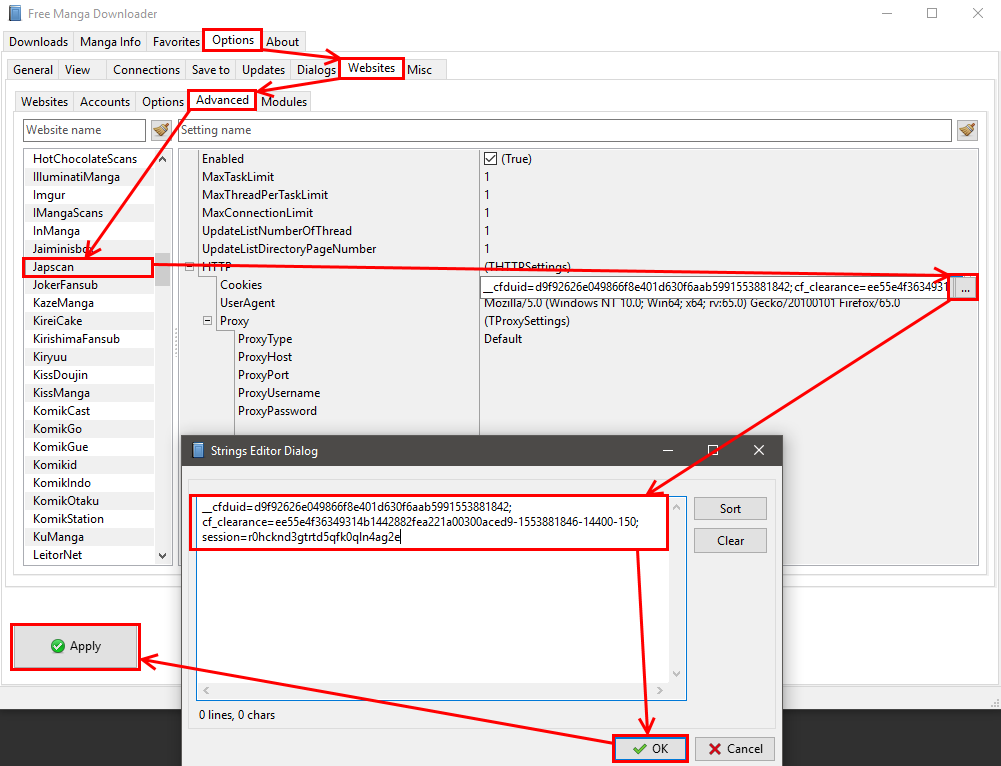 Free Manga Downloader
Downloads Manga Info Favorites Options About
General View Connections Save to Updates Dialogs Websites Misc
Websites Accounts Options Advanced Modules
Website name
Setting name
HotChocolateScans
IlluminatiManga
Imgur
IMangaScans
InManga
Jaiminisbox
Japscan
JokerFansub
KazeManga
KireiCake
KirishimaFansub
Kiryuu
KissDoujin
KissManga
KomikCast
KomikGo
KomikGue
Komikid
KomikIndo
KomikOtaku
KomikStation
KuManga
LeitorNet
Enabled (True)
MaxTaskLimit 1
MaxThreadPerTaskLimit 1
MaxConnectionLimit 1
UpdateListNumberOfThread 1
UpdateListDirectoryPageNumber 1
HTTP (THTTPSettings)
Cookies __cfduid=d9f92626e049866f8e401d630f6aab5991553881842; cf_clearance=ee55e4f3634931 ...
UserAgent Mozilla/5.0 (Windows NT 10.0; Win64; x64; rv:65.0) Gecko/20100101 Firefox/65.0
Proxy (TProxySettings)
ProxyType Default
ProxyHost
ProxyPort
ProxyUsername
ProxyPassword
Strings Editor Dialog
__cfduid=d9f92626e049866f8e401d630f6aab5991553881842;
cf_clearance=ee55e4f36349314b1442882fea221a00300aced9-1553881846-14400-150;
session=r0hcknd3gtrtd5qfk0qln4ag2e
Sort
Clear
0 lines, 0 chars
OK Cancel
Apply